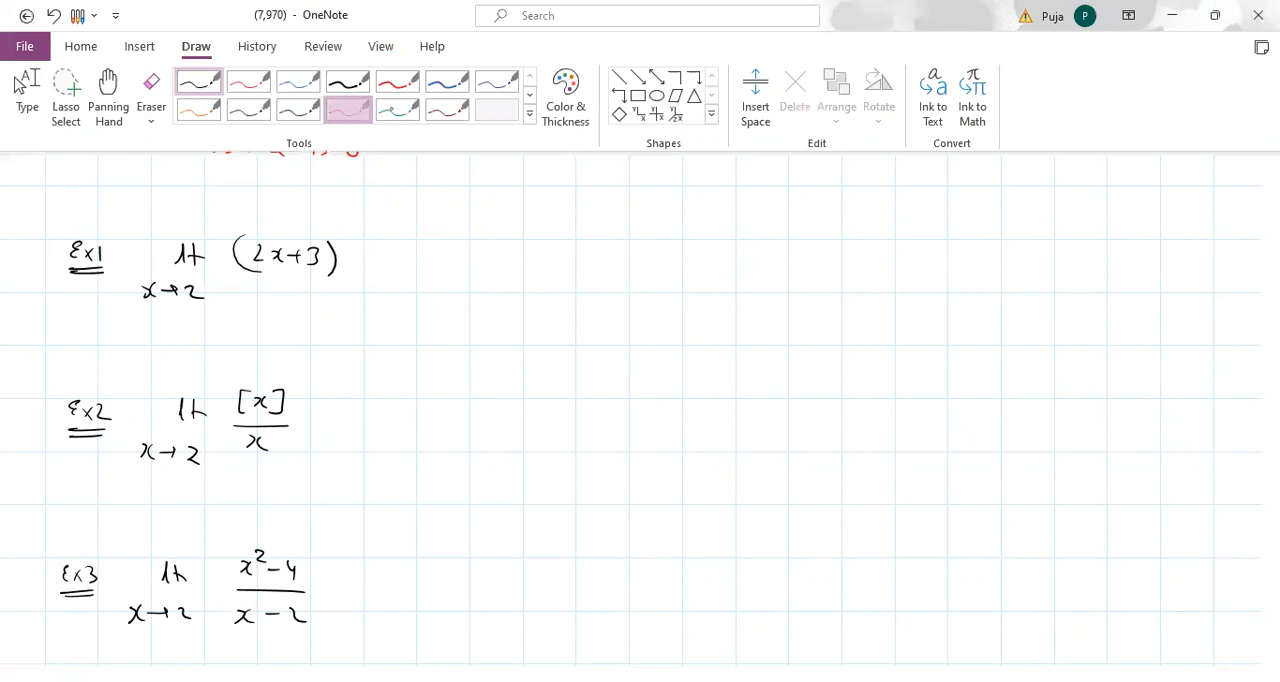 (7,970) - OneNote
Search
Puja
P
File
Home
Insert
Draw
History
Review
View
Help
Type
Lasso Select
Panning Hand
Eraser
Color & Thickness
Insert Space
Delete
Arrange
Rotate
Ink to Text
Ink to Math
Tools
Shapes
Edit
Convert
Ex1 lt (2x+3)
x→2
Ex2 lt [x]/x
x→2
Ex3 lt x²-4/x-2
x→2